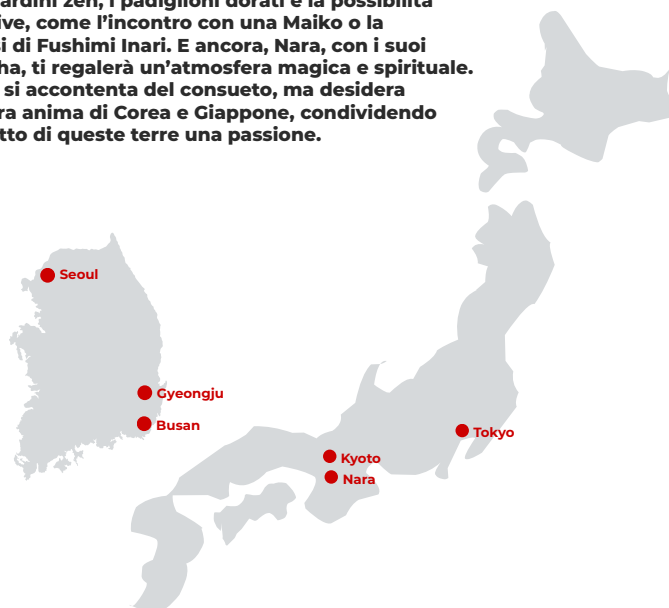 ardini zen, i padiglioni dorati e la possibilità
ive, come l’incontro con una Maiko o la
si di Fushimi Inari. E ancora, Nara, con i suoi
ha, ti regalerà un’atmosfera magica e spirituale.
si accontenta del consueto, ma desidera
ra anima di Corea e Giappone, condividendo
tto di queste terre una passione.
Seoul
Gyeongju
Busan
Tokyo
Kyoto
Nara